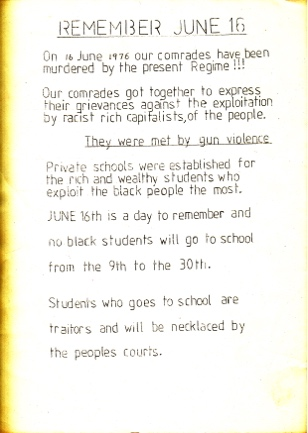 REMEMBER JUNE 16
On 16 June 1976 our comrades have been
murdered by the present Regime !!!
Our comrades got together to express
their grievances against the exploitation
by racist rich capitalists, of the people.
They were met by gun violence
Private schools were established for
the rich and wealthy students who
exploit the black people the most.
JUNE 16th is a day to remember and
no black students will go to school
from the 9th to the 30th.
Students who goes to school are
traitors and will be necklaced by
the peoples courts.